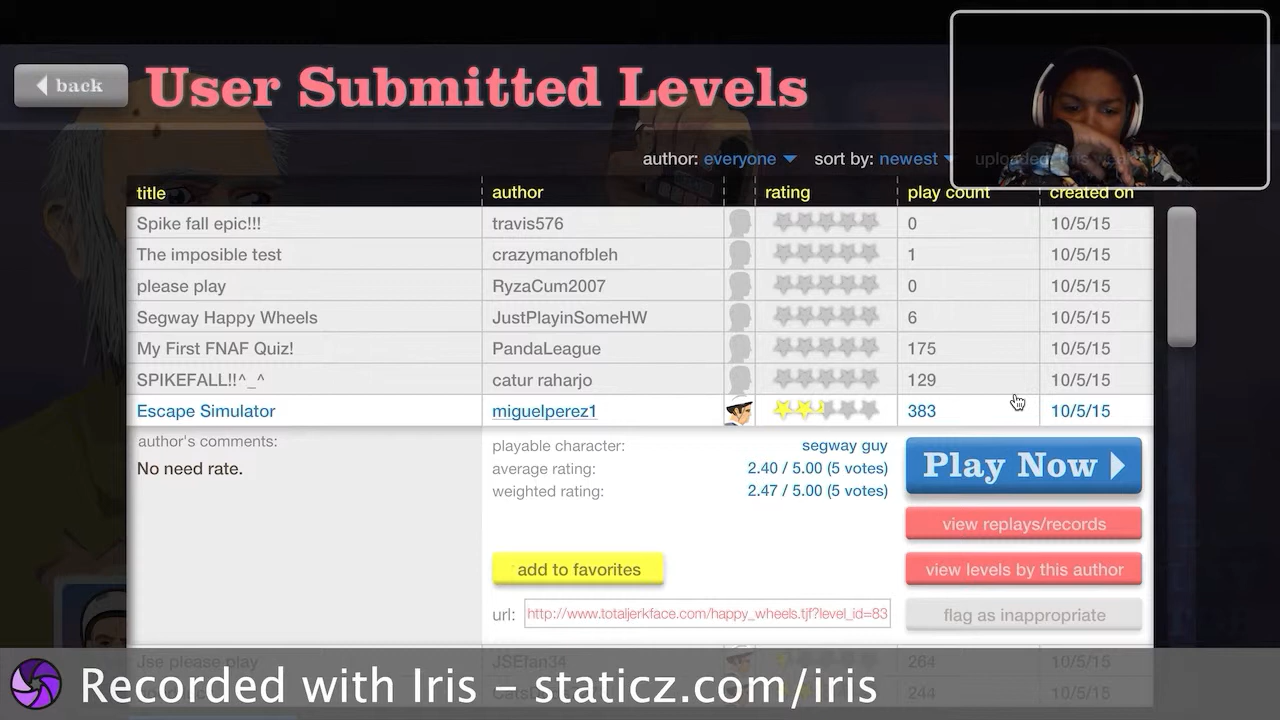 back
User Submitted Levels
author: everyone sort by: newest uploaded: this week
title author rating play count created on
Spike fall epic!!! travis576 0 10/5/15
The imposible test crazymanofbleh 1 10/5/15
please play RyzaCum2007 0 10/5/15
Segway Happy Wheels JustPlayinSomeHW 6 10/5/15
My First FNAF Quiz! PandaLeague 175 10/5/15
SPIKEFALL!!^_^ catur raharjo 129 10/5/15
Escape Simulator miguelperez1 383 10/5/15
author's comments:
No need rate.
playable character: segway guy
average rating: 2.40 / 5.00 (5 votes)
weighted rating: 2.47 / 5.00 (5 votes)
Play Now
view replays/records
add to favorites
view levels by this author
url: http://www.totaljerkface.com/happy_wheels.tjf?level_id=83
flag as inappropriate
Jse please play JSEfan34 264 10/5/15
244 10/5/15
Recorded with Iris – staticz.com/iris